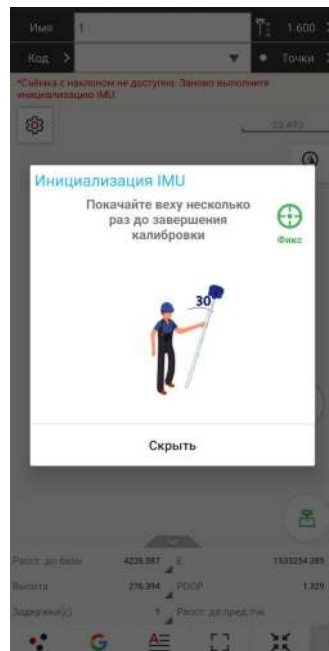 Имя 1 1.600
Код > Точки
*Съёмка с наклоном не доступна. Заново выполните
инициализацию IMU.
23.493
Инициализация IMU
Покачайте веху несколько
раз до завершения
калибровки
Фикс
30
Скрыть
Расст. до базы 4226.087 E
Высота 276.394 PDOP 1.329
Задержка(с) 1 Расст. до пред. тчк